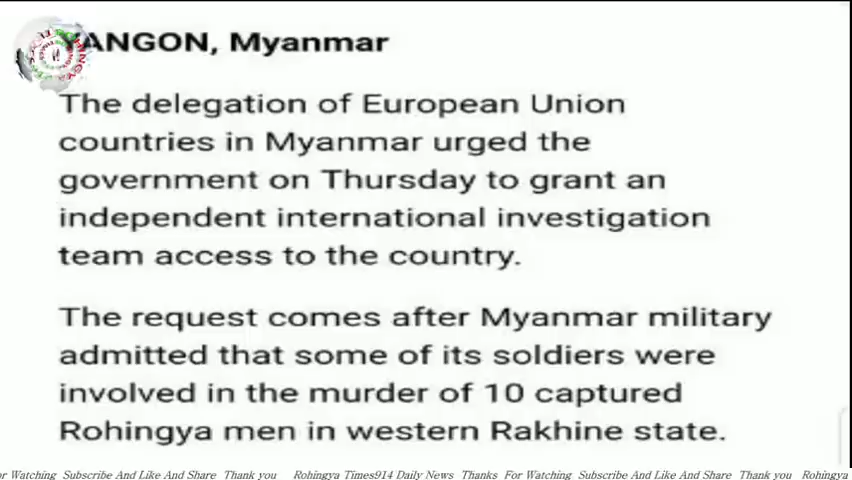 YANGON, Myanmar
The delegation of European Union
countries in Myanmar urged the
government on Thursday to grant an
independent international investigation
team access to the country.
The request comes after Myanmar military
admitted that some of its soldiers were
involved in the murder of 10 captured
Rohingya men in western Rakhine state.
or Watching Subscribe And Like And Share Thank you Rohingya Times914 Daily News Thanks For Watching Subscribe And Like And Share Thank you Rohingya